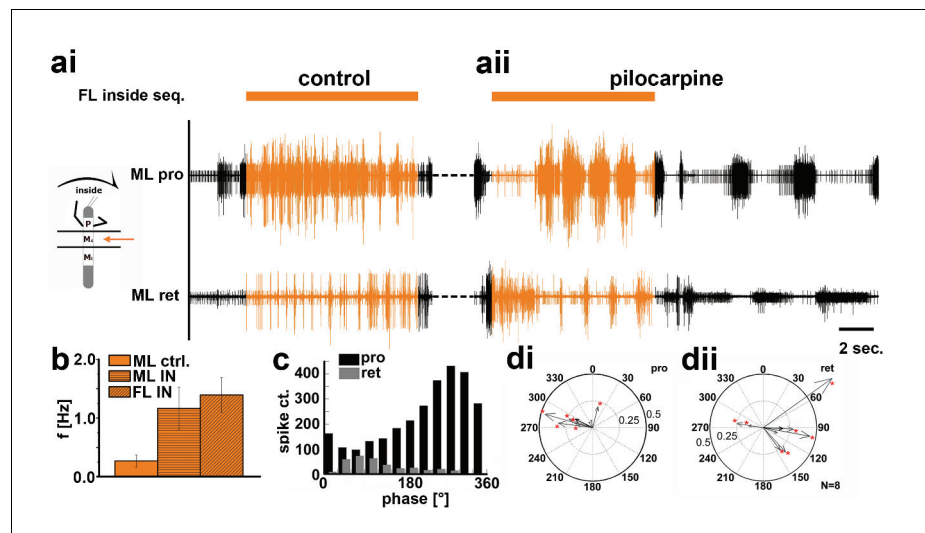 ai
aii
control
pilocarpine
FL inside seq.
ML pro
inside
P
ML ret
2 sec.
b
ML ctrl.
ML IN
FL IN
f [Hz]
2.0
1.0
0.0
c
pro
ret
spike ct.
400
300
200
100
0
0 90 180 270 360
phase [°]
di
pro
0
330 30
300 60
270 90
240 120
210 150
180
0.25 0.5
dii
ret
0
330 30
300 60
270 90
240 120
210 150
180
0.5 0.25
N=8